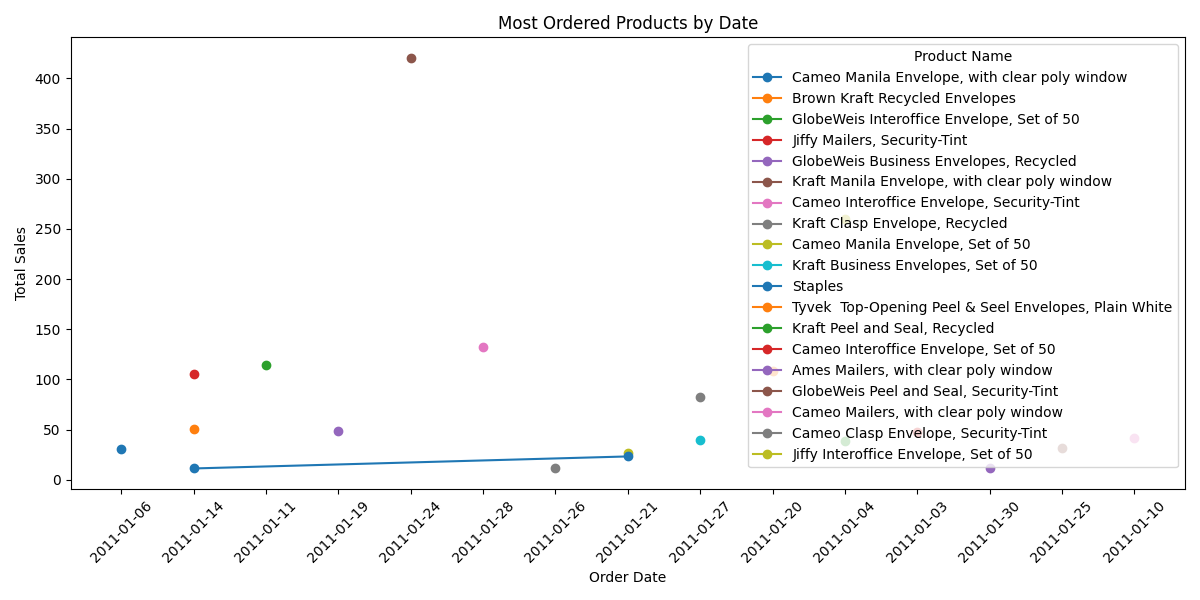 Most Ordered Products by Date
Total Sales
400
350
300
250
200
150
100
50
0
Product Name
Cameo Manila Envelope, with clear poly window
Brown Kraft Recycled Envelopes
GlobeWeis Interoffice Envelope, Set of 50
Jiffy Mailers, Security-Tint
GlobeWeis Business Envelopes, Recycled
Kraft Manila Envelope, with clear poly window
Cameo Interoffice Envelope, Security-Tint
Kraft Clasp Envelope, Recycled
Cameo Manila Envelope, Set of 50
Kraft Business Envelopes, Set of 50
Staples
Tyvek  Top-Opening Peel & Seel Envelopes, Plain White
Kraft Peel and Seal, Recycled
Cameo Interoffice Envelope, Set of 50
Ames Mailers, with clear poly window
GlobeWeis Peel and Seal, Security-Tint
Cameo Mailers, with clear poly window
Cameo Clasp Envelope, Security-Tint
Jiffy Interoffice Envelope, Set of 50
2011-01-06
2011-01-14
2011-01-11
2011-01-19
2011-01-24
2011-01-28
2011-01-26
2011-01-21
2011-01-27
2011-01-20
2011-01-04
2011-01-03
2011-01-30
2011-01-25
2011-01-10
Order Date